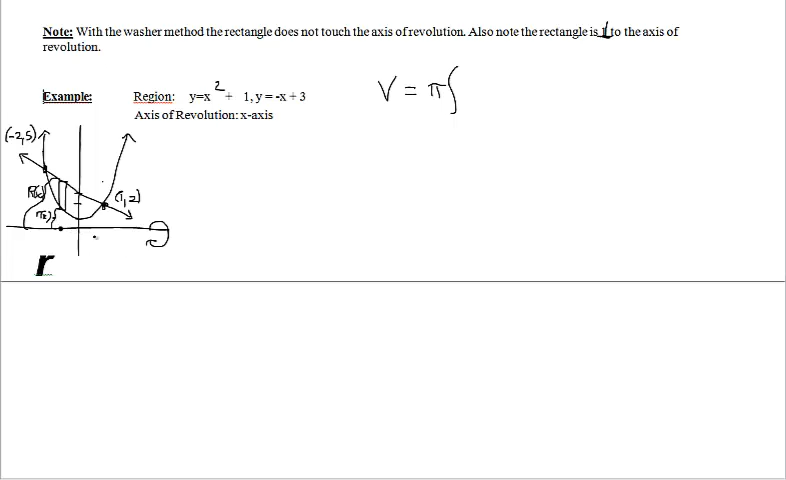 Note: With the washer method the rectangle does not touch the axis of revolution. Also note the rectangle is ⊥ to the axis of
revolution.
Example: Region: y=x² + 1, y = -x + 3
V = π∫
Axis of Revolution: x-axis
(-2,5)
R(x)
(1,2)
r(x)
r